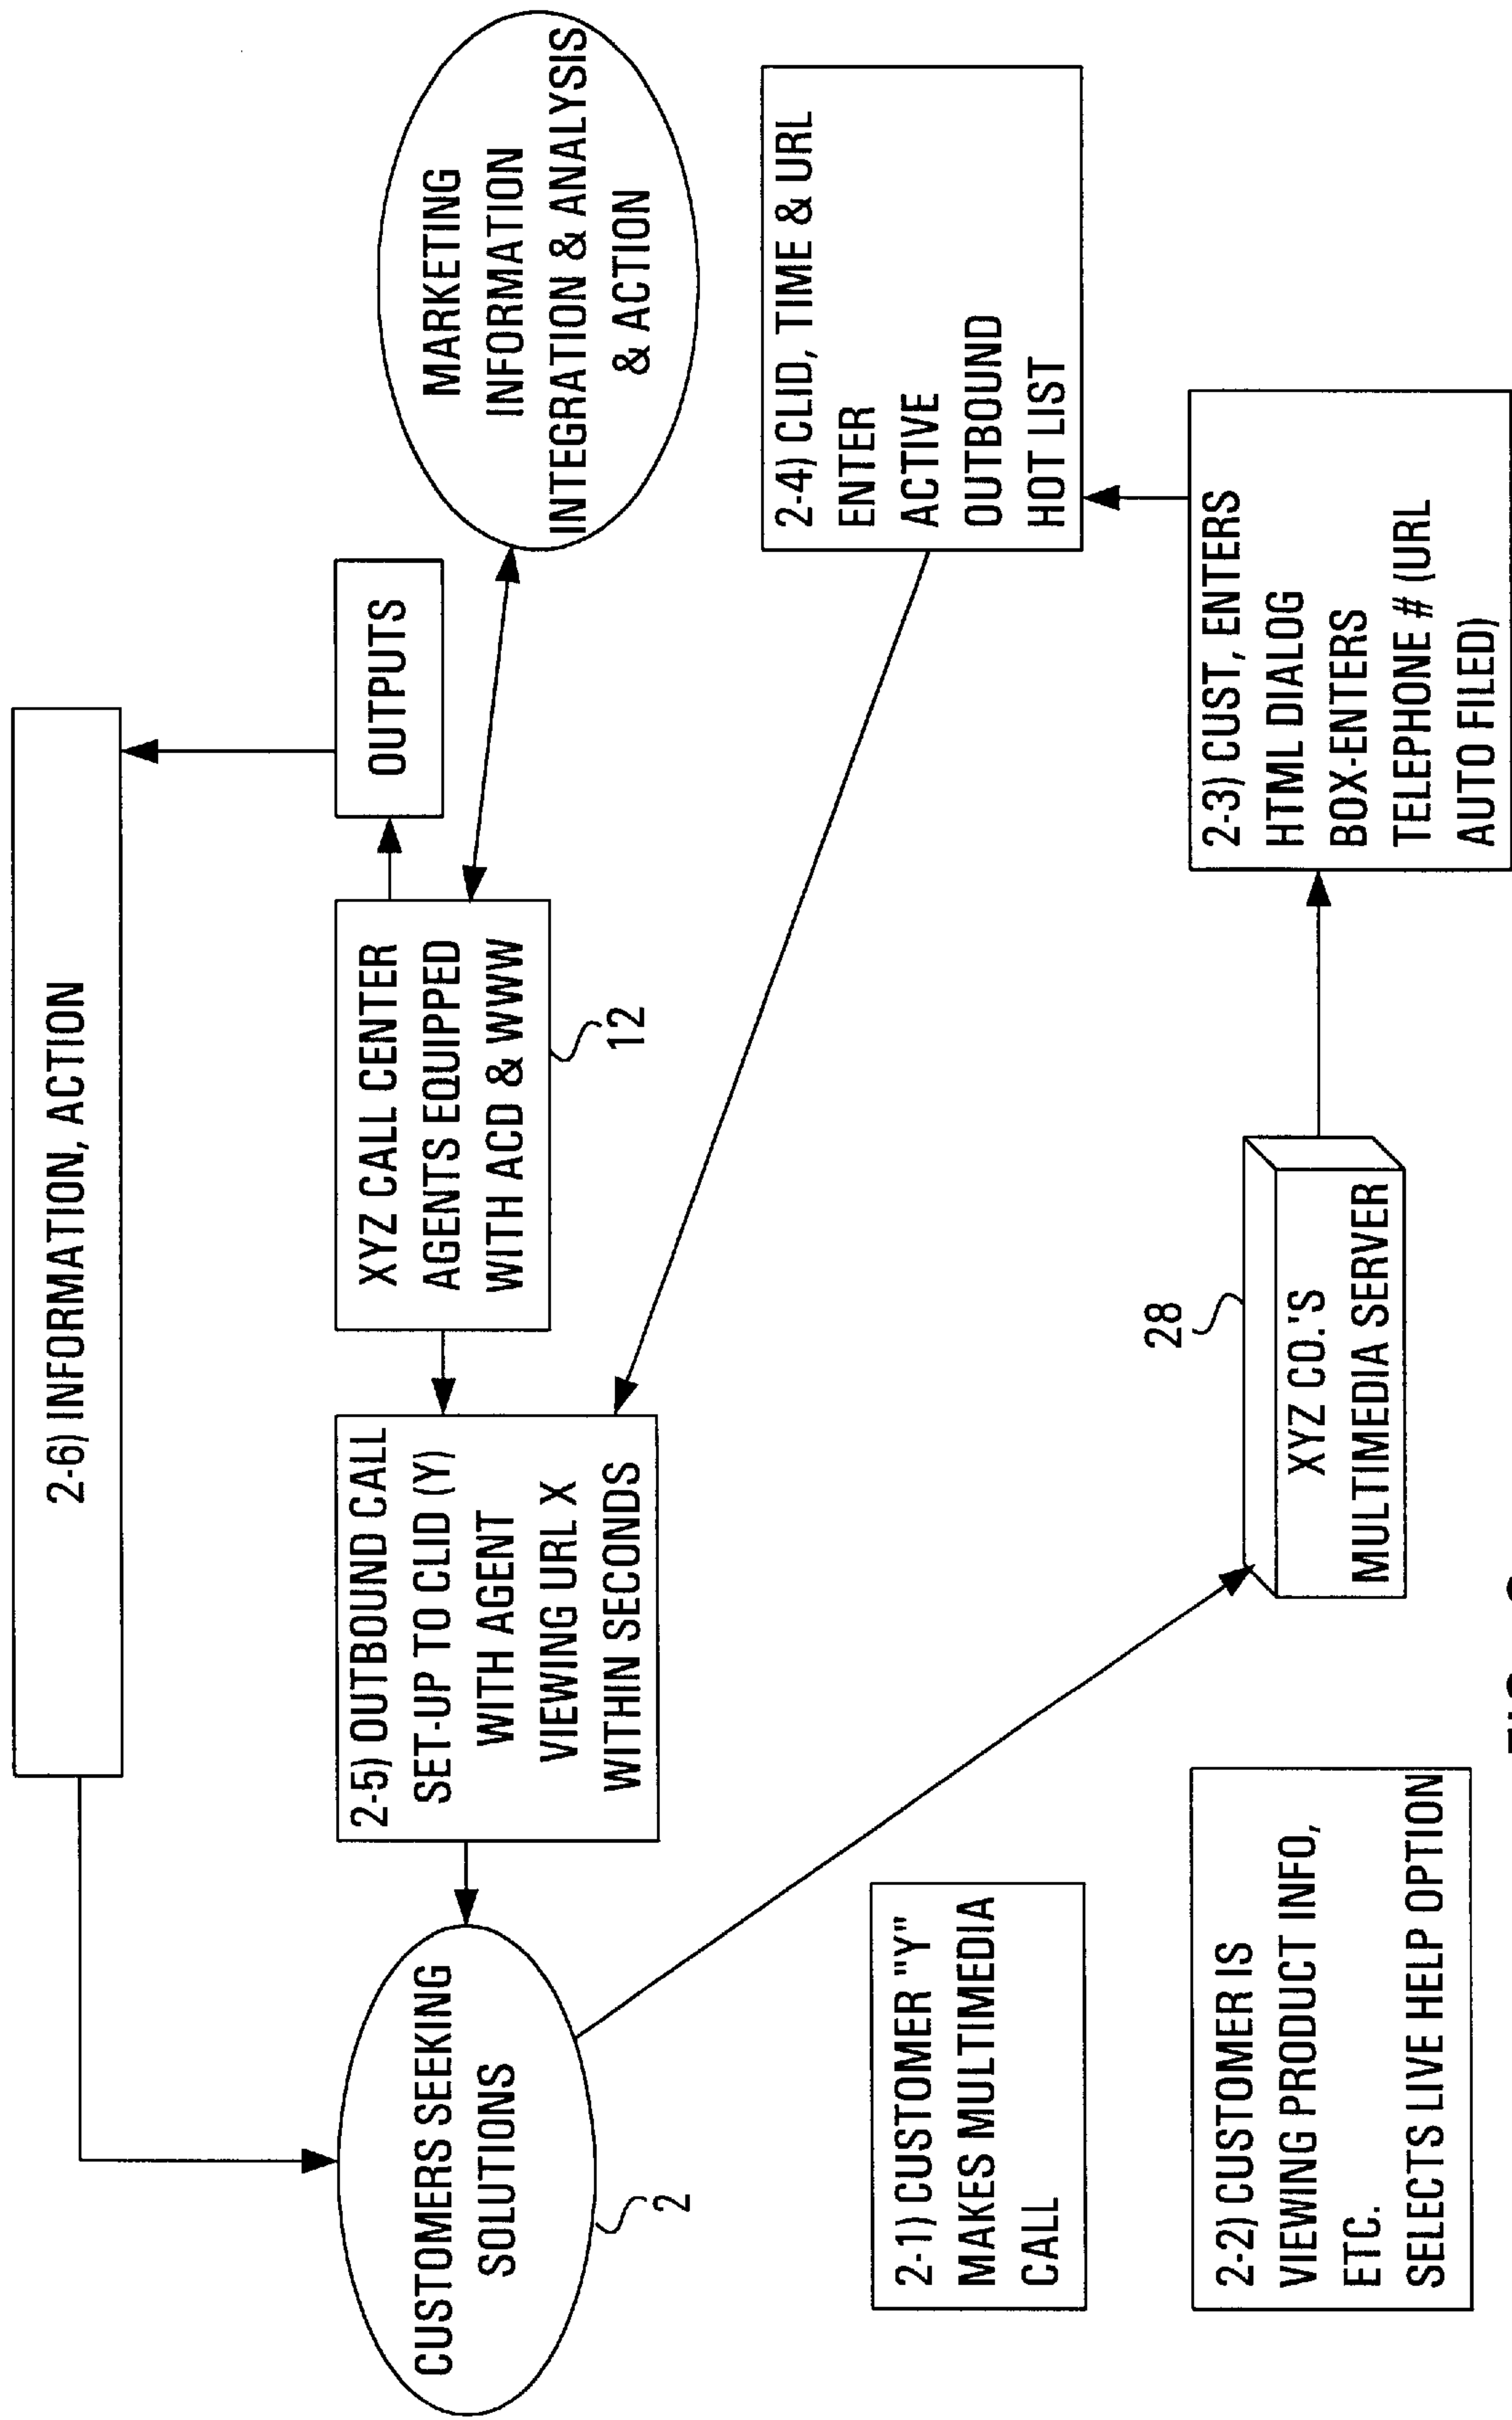 2-6) INFORMATION, ACTION
CUSTOMERS SEEKING
SOLUTIONS
2
2-5) OUTBOUND CALL
SET-UP TO CLID (Y)
WITH AGENT
VIEWING URL X
WITHIN SECONDS
XYZ CALL CENTER
AGENTS EQUIPPED
WITH ACD & WWW
12
OUTPUTS
MARKETING
INFORMATION
INTEGRATION & ANALYSIS
& ACTION
2-1) CUSTOMER "Y"
MAKES MULTIMEDIA
CALL
2-4) CLID, TIME & URL
ENTER
ACTIVE
OUTBOUND
HOT LIST
2-2) CUSTOMER IS
VIEWING PRODUCT INFO,
ETC.
SELECTS LIVE HELP OPTION
28
XYZ CO.'S
MULTIMEDIA SERVER
2-3) CUST, ENTERS
HTML DIALOG
BOX-ENTERS
TELEPHONE # (URL
AUTO FILED)